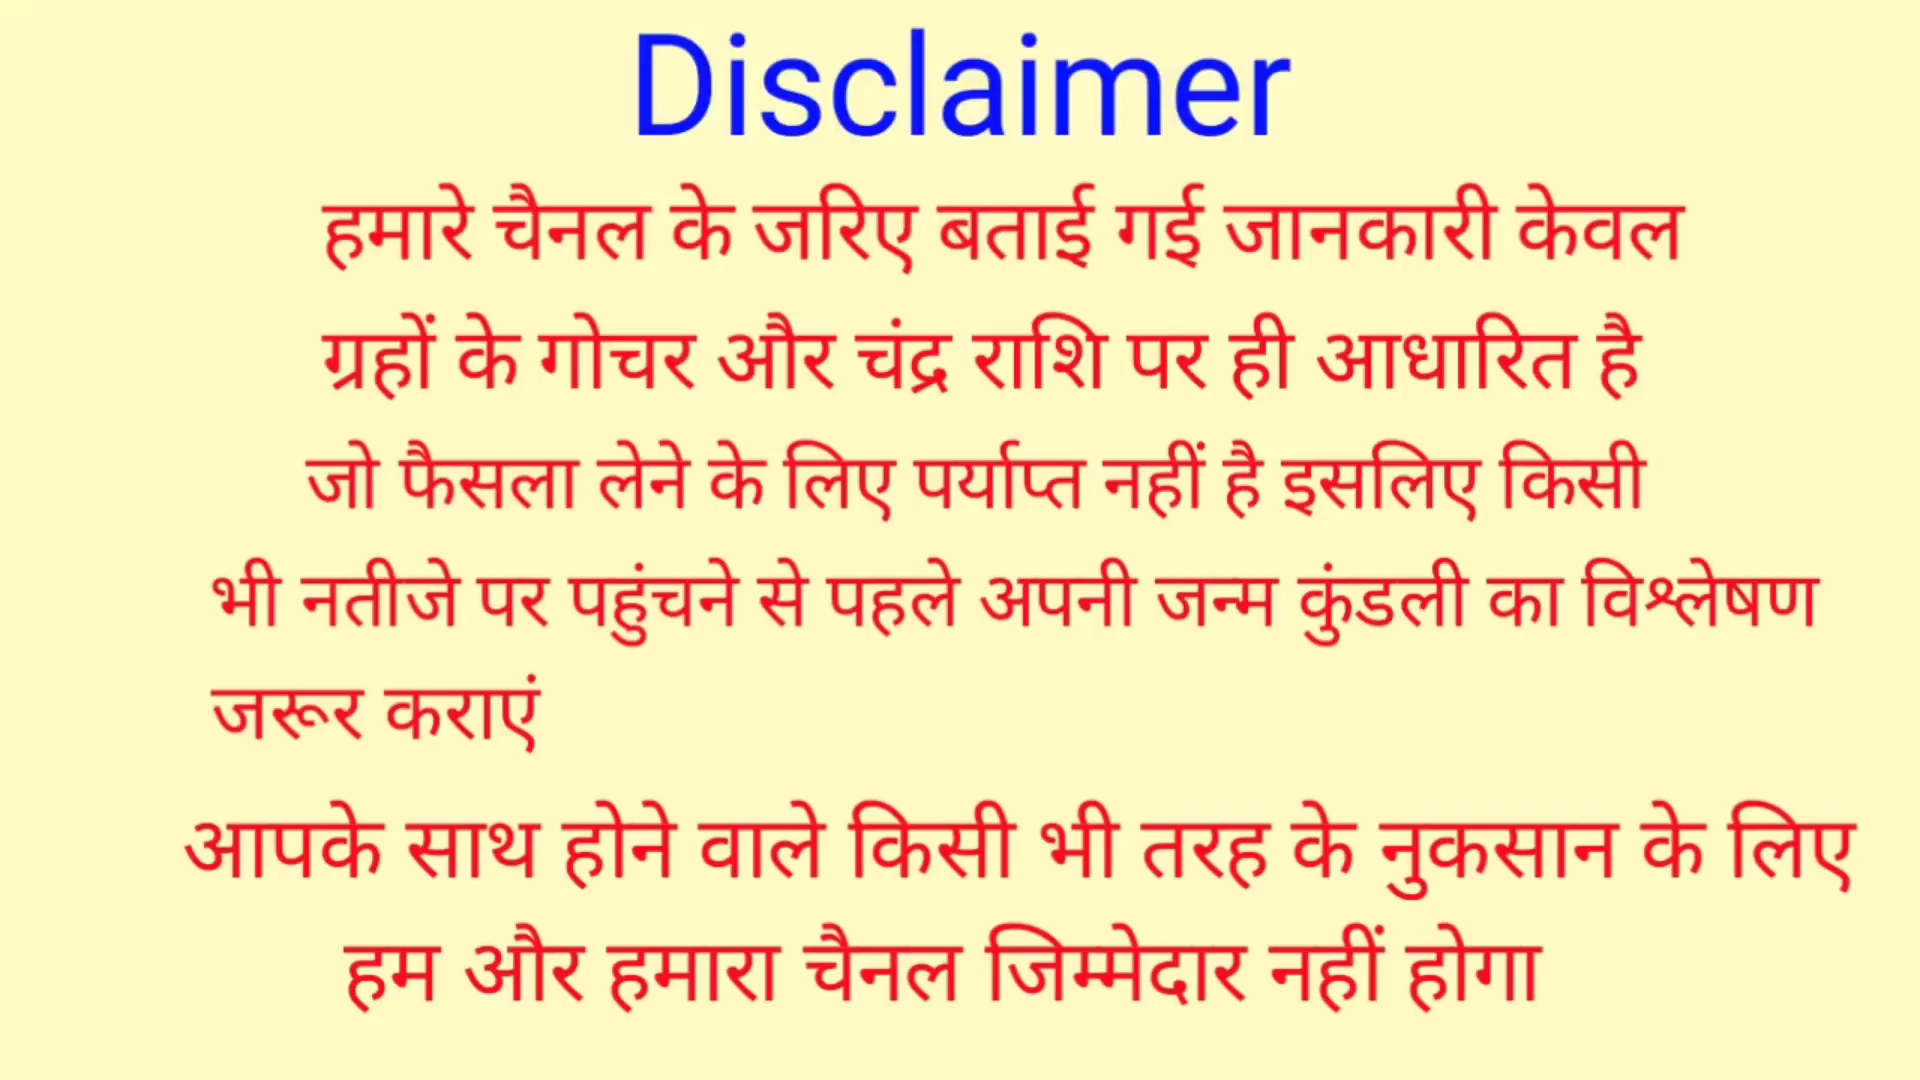 Disclaimer
हमारे चैनल के जरिए बताई गई जानकारी केवल
ग्रहों के गोचर और चंद्र राशि पर ही आधारित है
जो फैसला लेने के लिए पर्याप्त नहीं है इसलिए किसी
भी नतीजे पर पहुंचने से पहले अपनी जन्म कुंडली का विश्लेषण
जरूर कराएं
आपके साथ होने वाले किसी भी तरह के नुकसान के लिए
हम और हमारा चैनल जिम्मेदार नहीं होगा